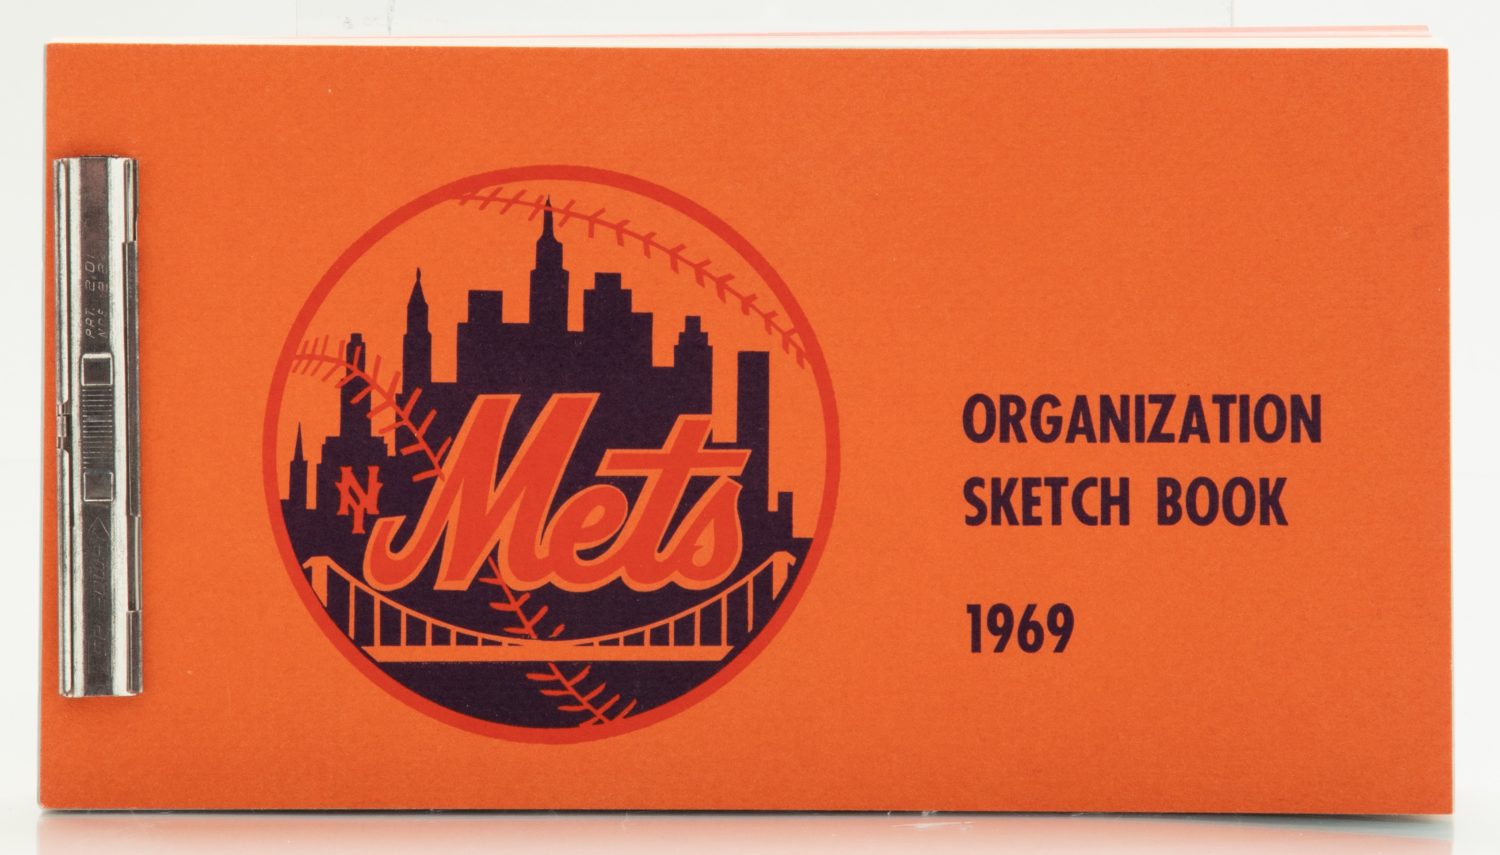 NY
Mets
ORGANIZATION
SKETCH BOOK
1969